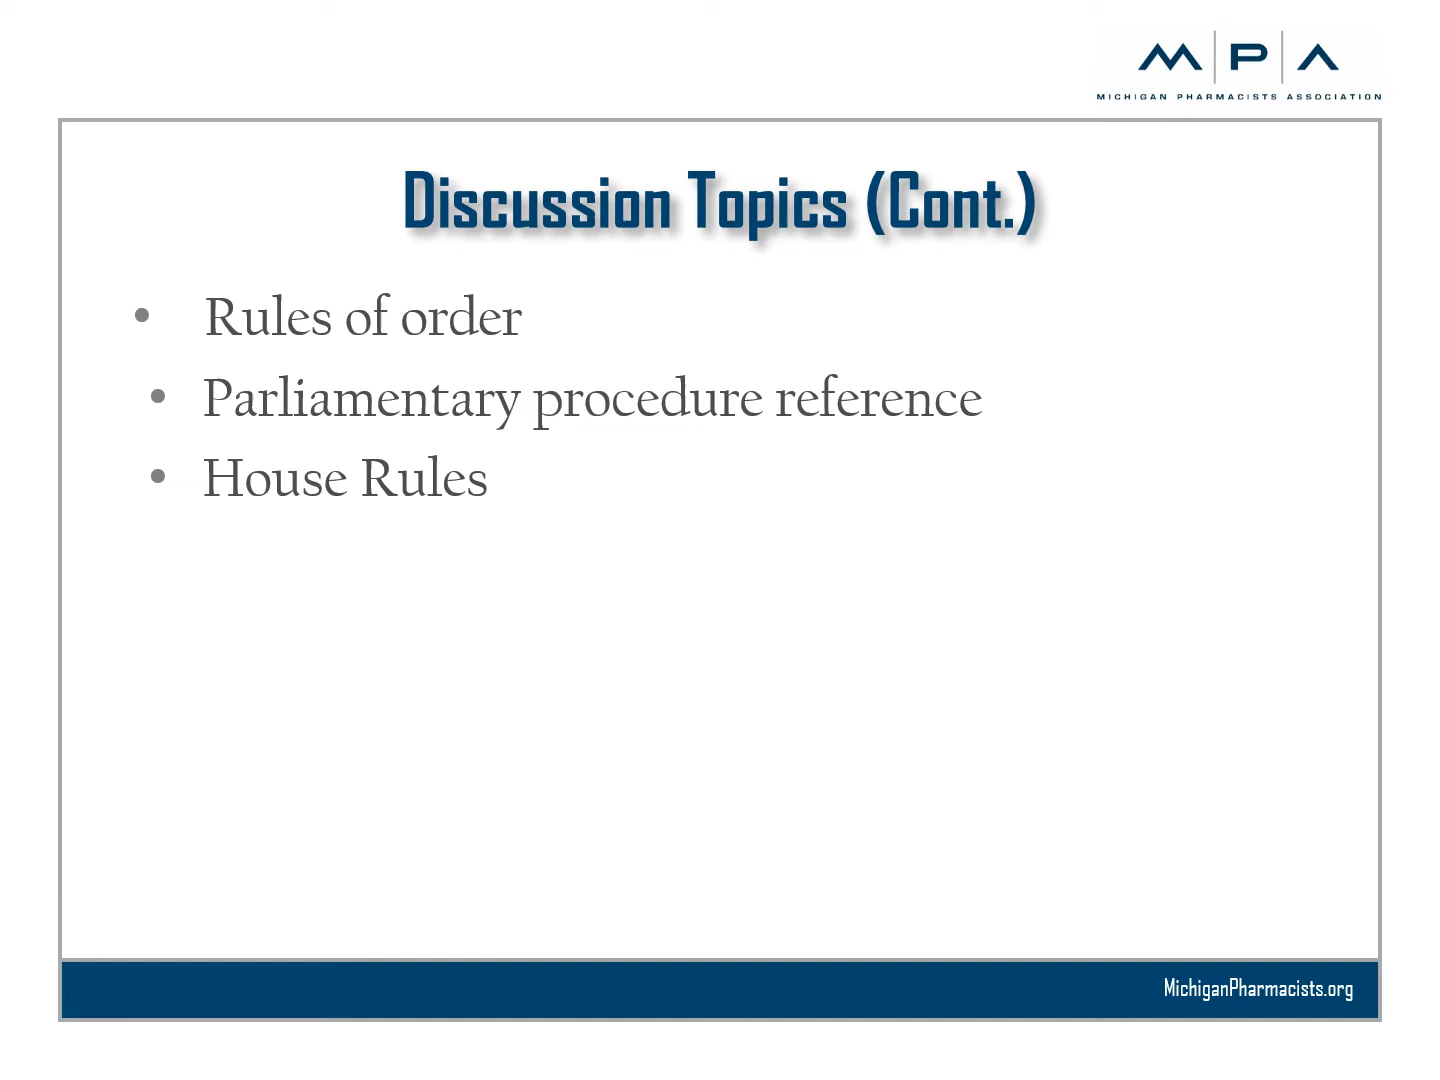 M P A
MICHIGAN PHARMACISTS ASSOCIATION
Discussion Topics (Cont.)
• Rules of order
• Parliamentary procedure reference
• House Rules
MichiganPharmacists.org